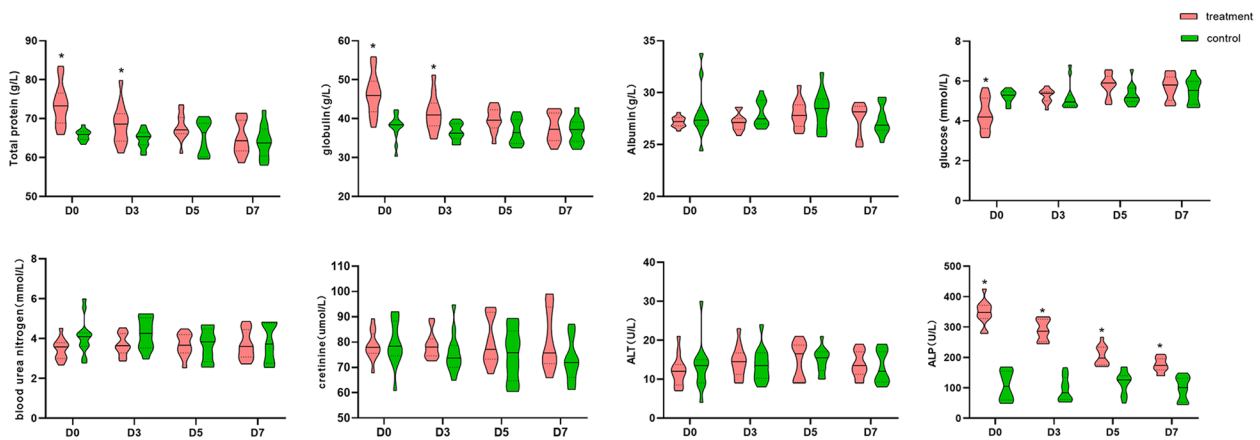 treatment
control
Total protein (g/L)
90
80
70
60
50
*
*
D0 D3 D5 D7
globulin (g/L)
60
50
40
30
20
*
*
D0 D3 D5 D7
Albumin (g/L)
35
30
25
20
D0 D3 D5 D7
glucose (mmol/L)
8
6
4
2
0
*
D0 D3 D5 D7
blood urea nitrogen(mmol/L)
8
6
4
2
0
D0 D3 D5 D7
cretinine(umol/L)
110
100
90
80
70
60
50
D0 D3 D5 D7
ALT(U/L)
40
30
20
10
0
D0 D3 D5 D7
ALP(U/L)
500
400
300
200
100
0
*
*
*
*
D0 D3 D5 D7